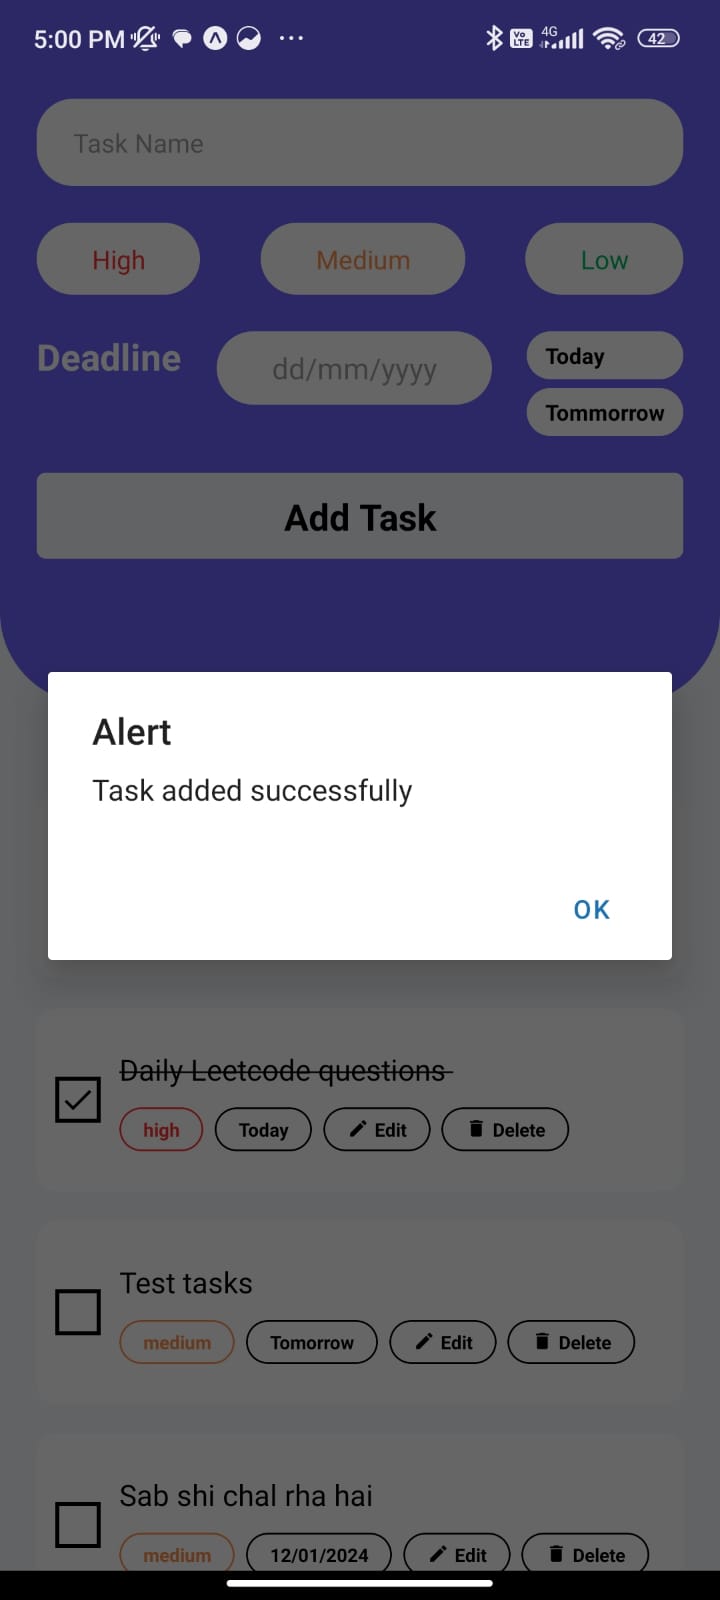 5:00 PM
Vo LTE 4G 42
Task Name
High Medium Low
Deadline dd/mm/yyyy Today
Tommorrow
Add Task
Alert
Task added successfully
OK
Daily Leetcode questions
high Today Edit Delete
Test tasks
medium Tomorrow Edit Delete
Sab shi chal rha hai
medium 12/01/2024 Edit Delete